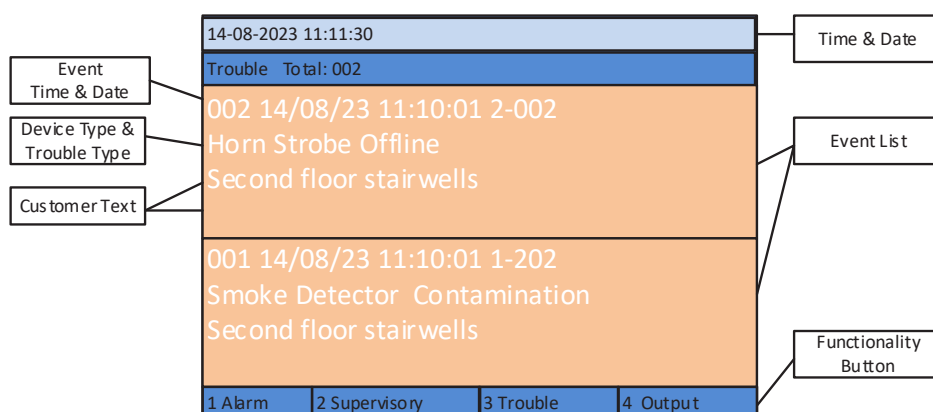 14-08-2023 11:11:30
Time & Date
Trouble Total: 002
Event
Time & Date
002 14/08/23 11:10:01 2-002
Device Type &
Trouble Type
Horn Strobe Offline
Event List
Second floor stairwells
Customer Text
001 14/08/23 11:10:01 1-202
Smoke Detector Contamination
Second floor stairwells
Functionality
Button
1 Alarm
2 Supervisory
3 Trouble
4 Output